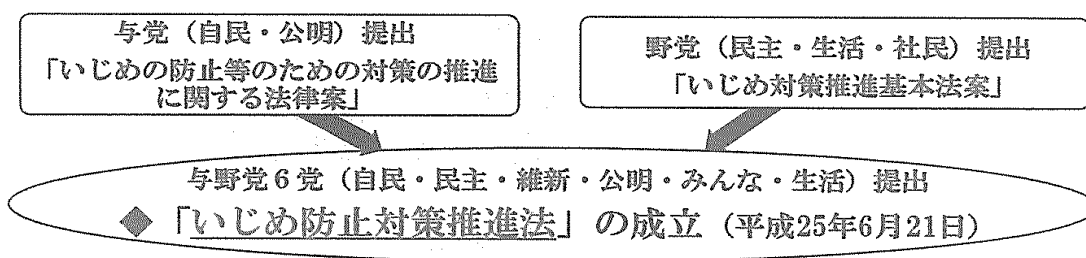 与党（自民・公明）提出
「いじめの防止等のための対策の推進
に関する法律案」
野党（民主・生活・社民）提出
「いじめ対策推進基本法案」
与野党６党（自民・民主・維新・公明・みんな・生活）提出
◆「いじめ防止対策推進法」の成立（平成25年6月21日）